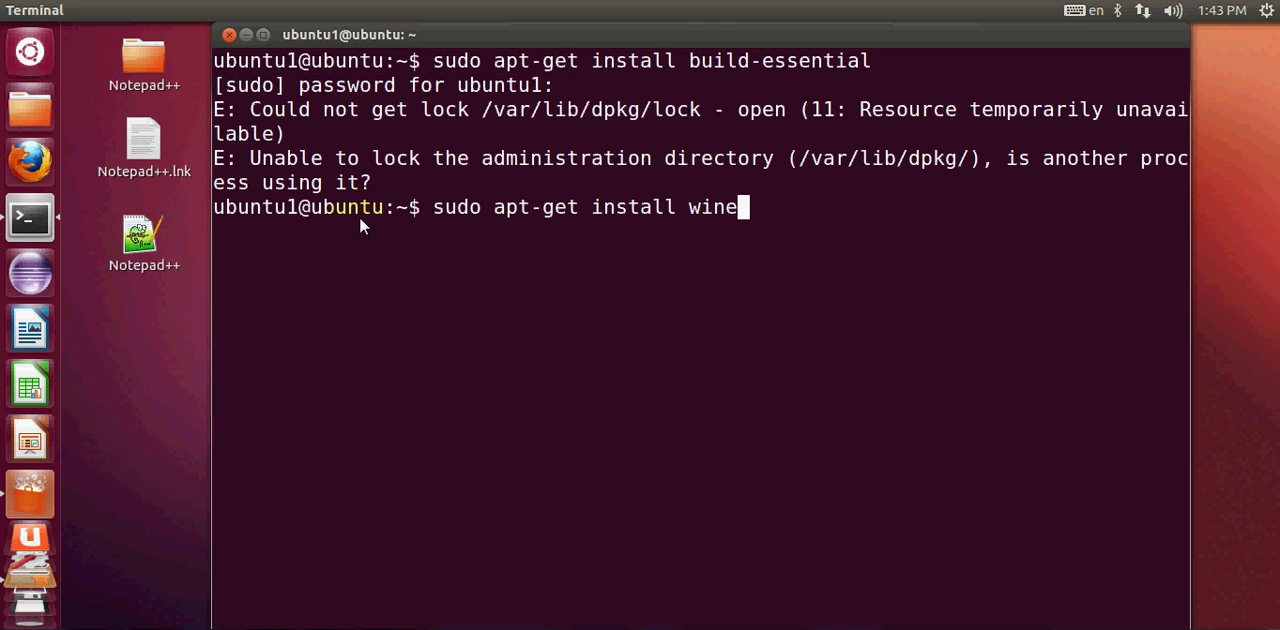 Terminal
en
1:43 PM
Notepad++
Notepad++.lnk
Notepad++
ubuntu1@ubuntu: ~
ubuntu1@ubuntu:~$ sudo apt-get install build-essential
[sudo] password for ubuntu1:
E: Could not get lock /var/lib/dpkg/lock - open (11: Resource temporarily unavai
lable)
E: Unable to lock the administration directory (/var/lib/dpkg/), is another proc
ess using it?
ubuntu1@ubuntu:~$ sudo apt-get install wine